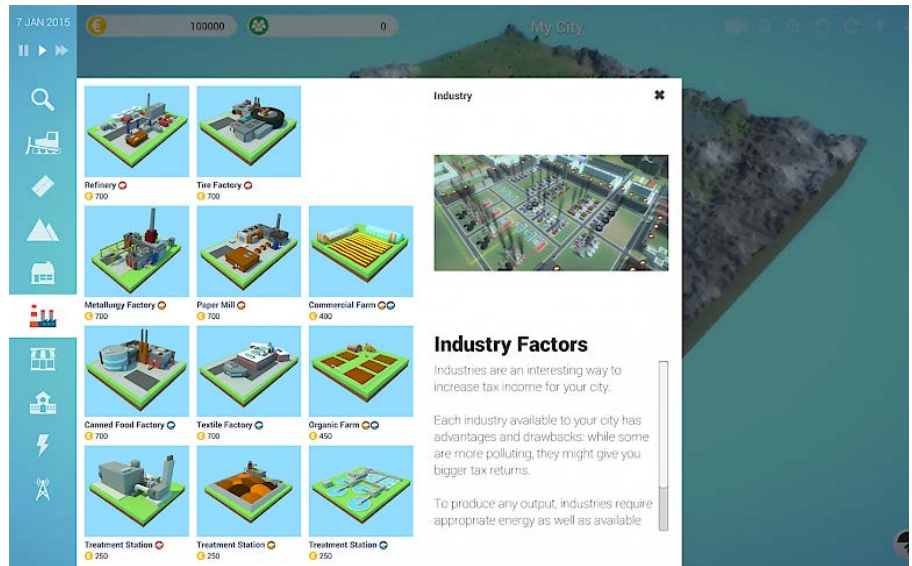 7 JAN 2015
100000
0
My City
Industry
Refinery
700
Tire Factory
700
Metallurgy Factory
700
Paper Mill
700
Commercial Farm
400
Canned Food Factory
700
Textile Factory
700
Organic Farm
450
Treatment Station
250
Treatment Station
250
Treatment Station
250
Industry Factors
Industries are an interesting way to
increase tax income for your city.
Each industry available to your city has
advantages and drawbacks: while some
are more polluting, they might give you
bigger tax returns.
To produce any output, industries require
appropriate energy as well as available